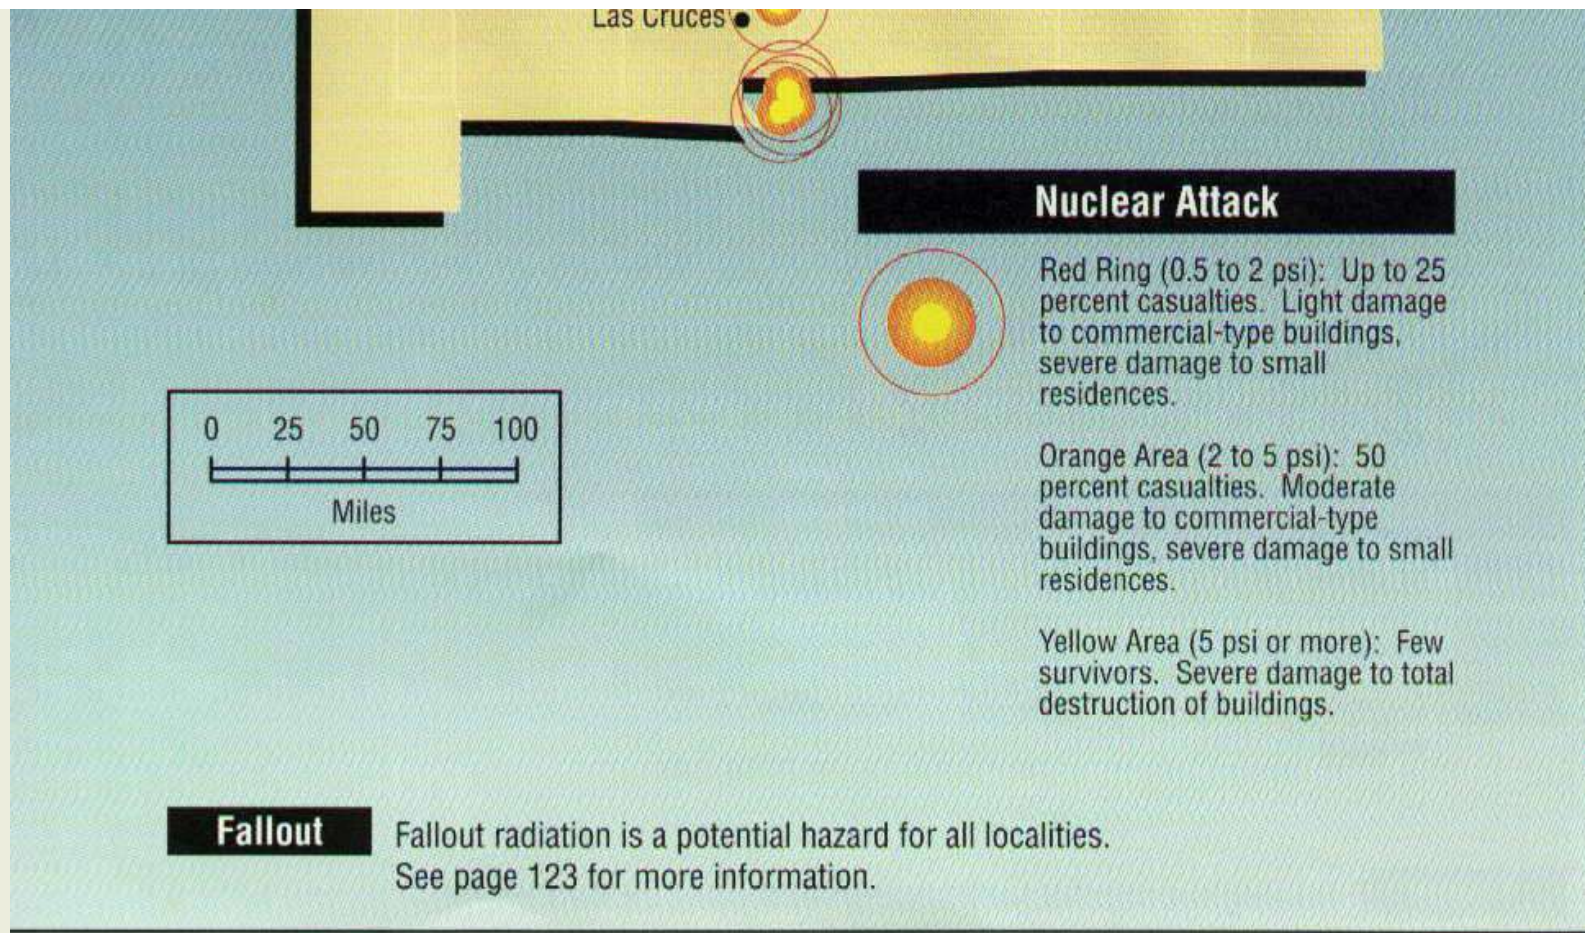 Las Cruces
Nuclear Attack
Red Ring (0.5 to 2 psi): Up to 25
percent casualties. Light damage
to commercial-type buildings,
severe damage to small
residences.
Orange Area (2 to 5 psi): 50
percent casualties. Moderate
damage to commercial-type
buildings, severe damage to small
residences.
Yellow Area (5 psi or more): Few
survivors. Severe damage to total
destruction of buildings.
0 25 50 75 100
Miles
Fallout
Fallout radiation is a potential hazard for all localities.
See page 123 for more information.